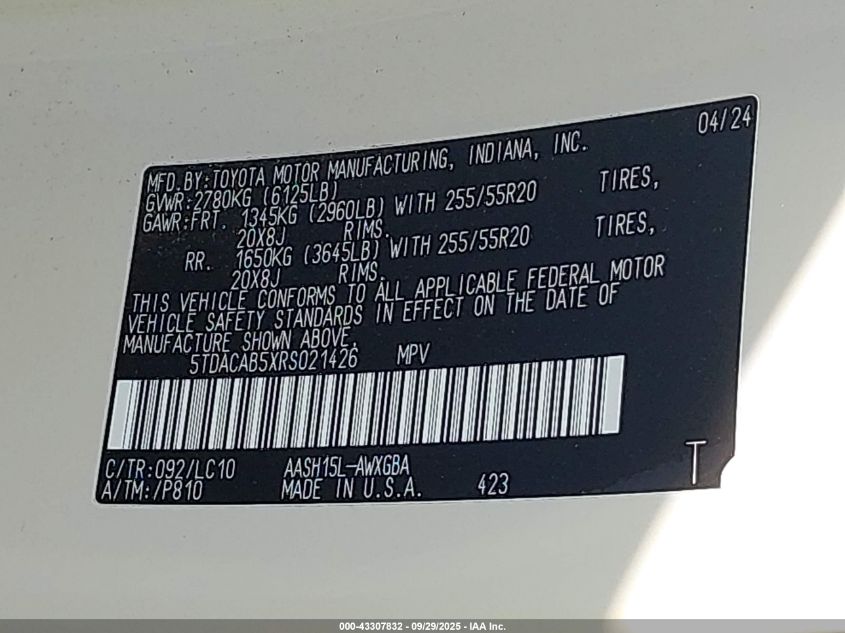 04/24
MFD.BY:TOYOTA MOTOR MANUFACTURING, INDIANA, INC.
GVWR:2780KG (6125LB)
GAWR:FRT. 1345KG (2960LB) WITH 255/55R20 TIRES,
20X8J RIMS.
RR. 1650KG (3645LB) WITH 255/55R20 TIRES,
20X8J RIMS.
THIS VEHICLE CONFORMS TO ALL APPLICABLE FEDERAL MOTOR
VEHICLE SAFETY STANDARDS IN EFFECT ON THE DATE OF
MANUFACTURE SHOWN ABOVE.
5TDACAB5XRS021426 MPV
C/TR:092/LC10 AASH15L-AWXGBA
A/TM:/P810 MADE IN U.S.A. 423
T
000-43307832 - 09/29/2025 - IAA Inc.